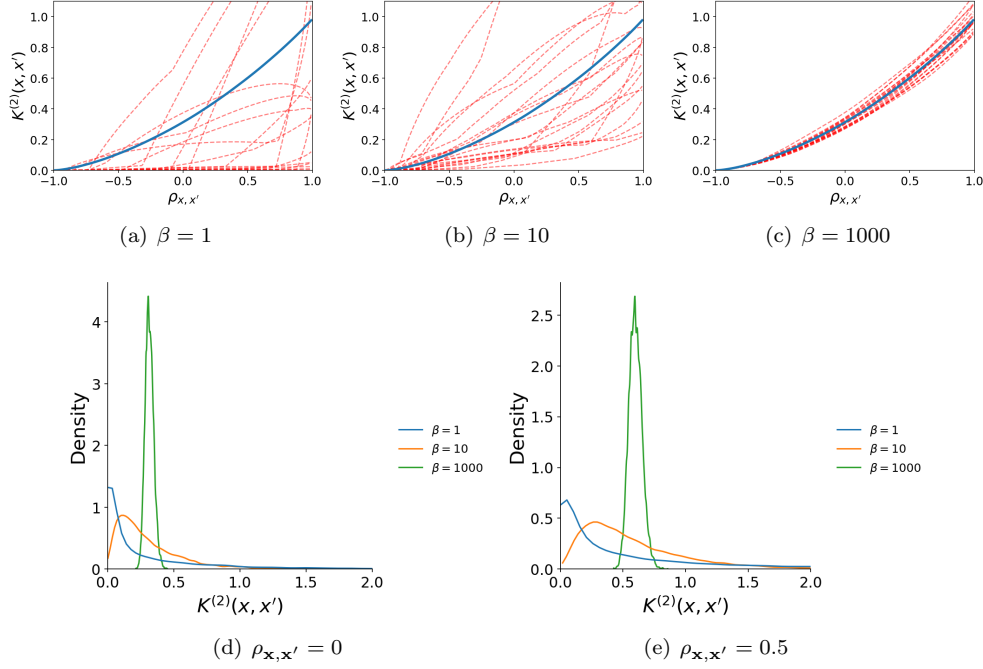 K^{(2)}(x, x')
1.0
0.8
0.6
0.4
0.2
0.0
−1.0 −0.5 0.0 0.5 1.0
ρ_{x, x'}
(a) β = 1
K^{(2)}(x, x')
1.0
0.8
0.6
0.4
0.2
0.0
−1.0 −0.5 0.0 0.5 1.0
ρ_{x, x'}
(b) β = 10
K^{(2)}(x, x')
1.0
0.8
0.6
0.4
0.2
0.0
−1.0 −0.5 0.0 0.5 1.0
ρ_{x, x'}
(c) β = 1000
Density
4
3
2
1
0
0.0 0.5 1.0 1.5 2.0
K^{(2)}(x, x')
β = 1
β = 10
β = 1000
(d) ρ_{x,x'} = 0
Density
2.5
2.0
1.5
1.0
0.5
0.0
0.0 0.5 1.0 1.5 2.0
K^{(2)}(x, x')
β = 1
β = 10
β = 1000
(e) ρ_{x,x'} = 0.5